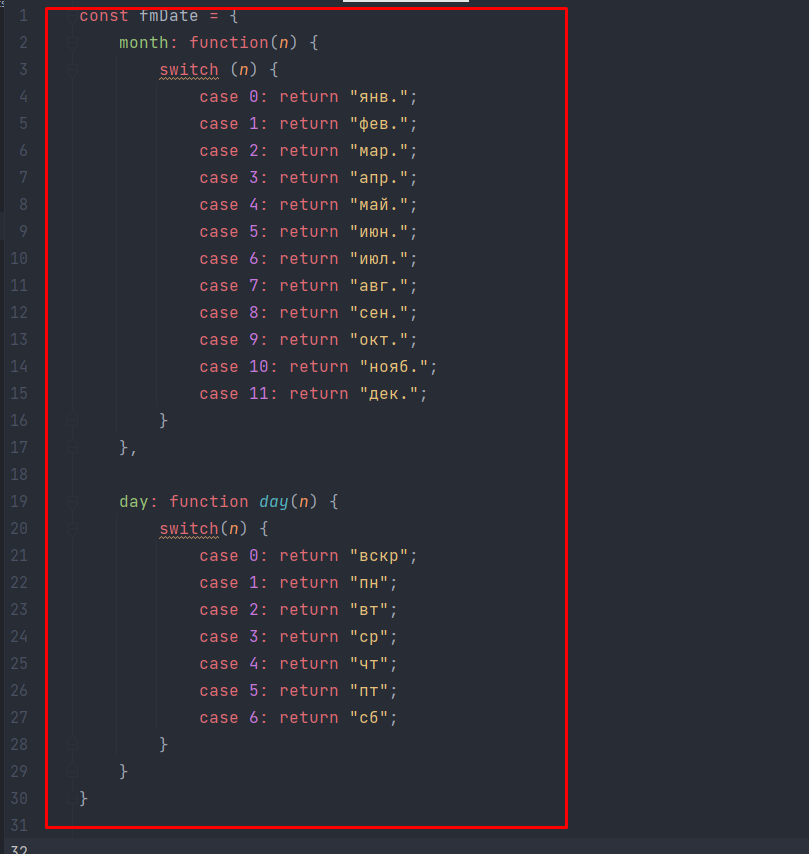 1 const fmDate = {
2 month: function(n) {
3 switch (n) {
4 case 0: return "янв.";
5 case 1: return "фев.";
6 case 2: return "мар.";
7 case 3: return "апр.";
8 case 4: return "май.";
9 case 5: return "июн.";
10 case 6: return "июл.";
11 case 7: return "авг.";
12 case 8: return "сен.";
13 case 9: return "окт.";
14 case 10: return "нояб.";
15 case 11: return "дек.";
16 }
17 },
18
19 day: function day(n) {
20 switch(n) {
21 case 0: return "вскр";
22 case 1: return "пн";
23 case 2: return "вт";
24 case 3: return "ср";
25 case 4: return "чт";
26 case 5: return "пт";
27 case 6: return "сб";
28 }
29 }
30 }
31
32